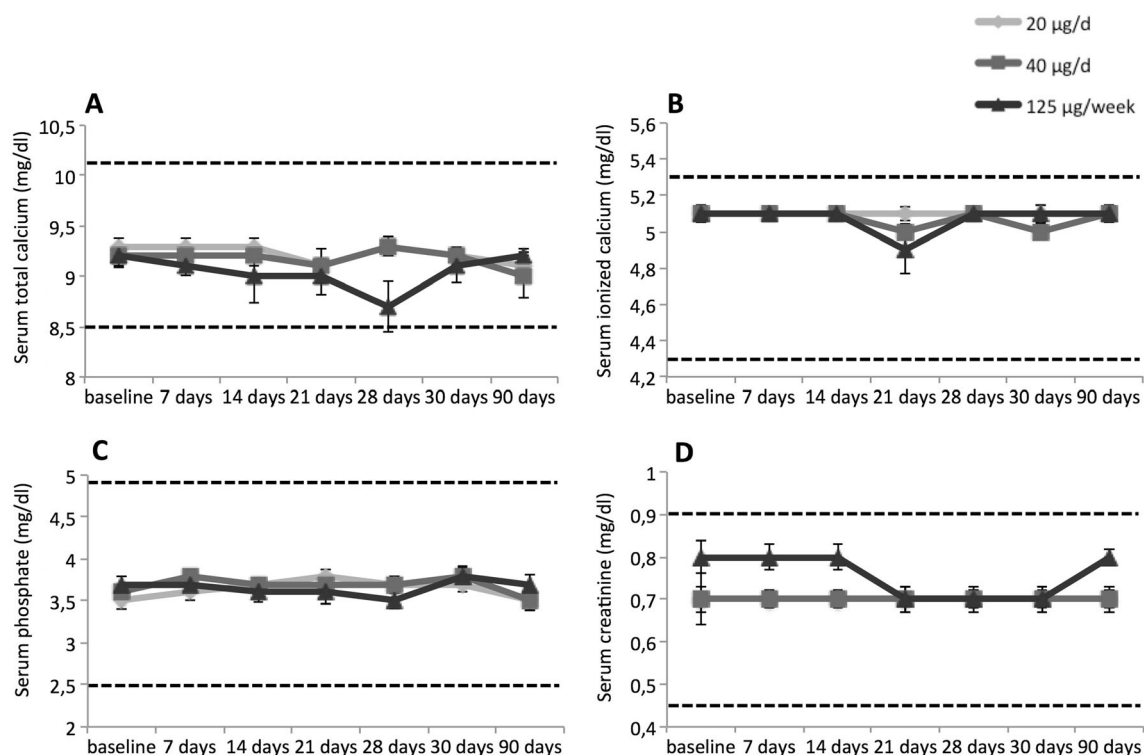 20 µg/d
40 µg/d
125 µg/week
A
Serum total calcium (mg/dl)
10,5
10
9,5
9
8,5
8
baseline 7 days 14 days 21 days 28 days 30 days 90 days
B
Serum ionized calcium (mg/dl)
5,6
5,4
5,2
5
4,8
4,6
4,4
4,2
baseline 7 days 14 days 21 days 28 days 30 days 90 days
C
Serum phosphate (mg/dl)
5
4,5
4
3,5
3
2,5
2
baseline 7 days 14 days 21 days 28 days 30 days 90 days
D
Serum creatinine (mg/dl)
1
0,9
0,8
0,7
0,6
0,5
0,4
baseline 7 days 14 days 21 days 28 days 30 days 90 days